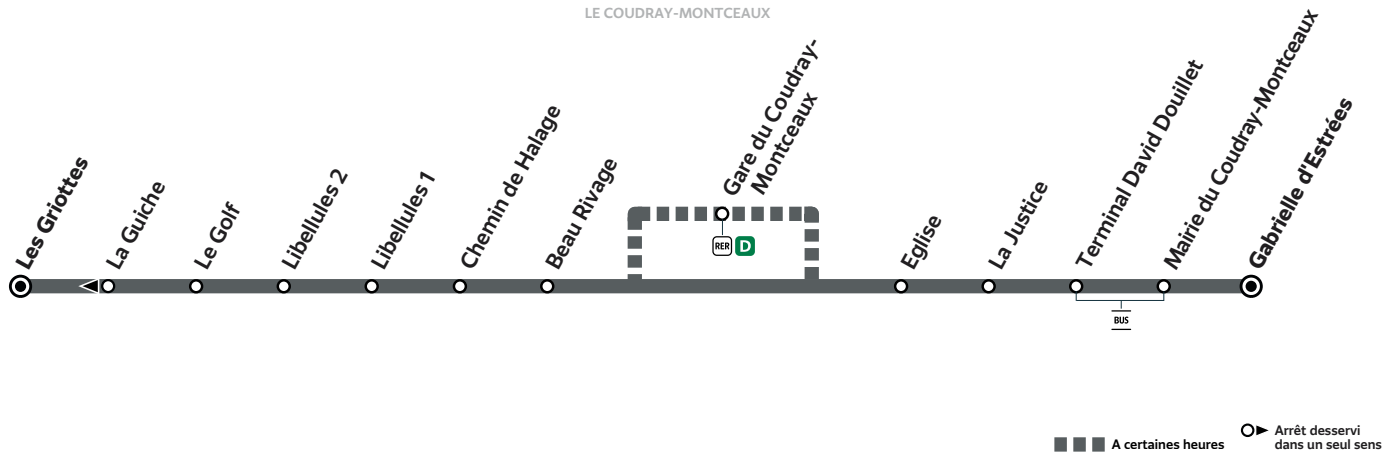 LE COUDRAY-MONTCEAUX
Les Griottes
La Guiche
Le Golf
Libellules 2
Libellules 1
Chemin de Halage
Beau Rivage
Gare du Coudray-
Montceaux
RER D
Eglise
La Justice
Terminal David Douillet
Mairie du Coudray-Montceaux
Gabrielle d'Estrées
BUS
A certaines heures
Arrêt desservi
dans un seul sens